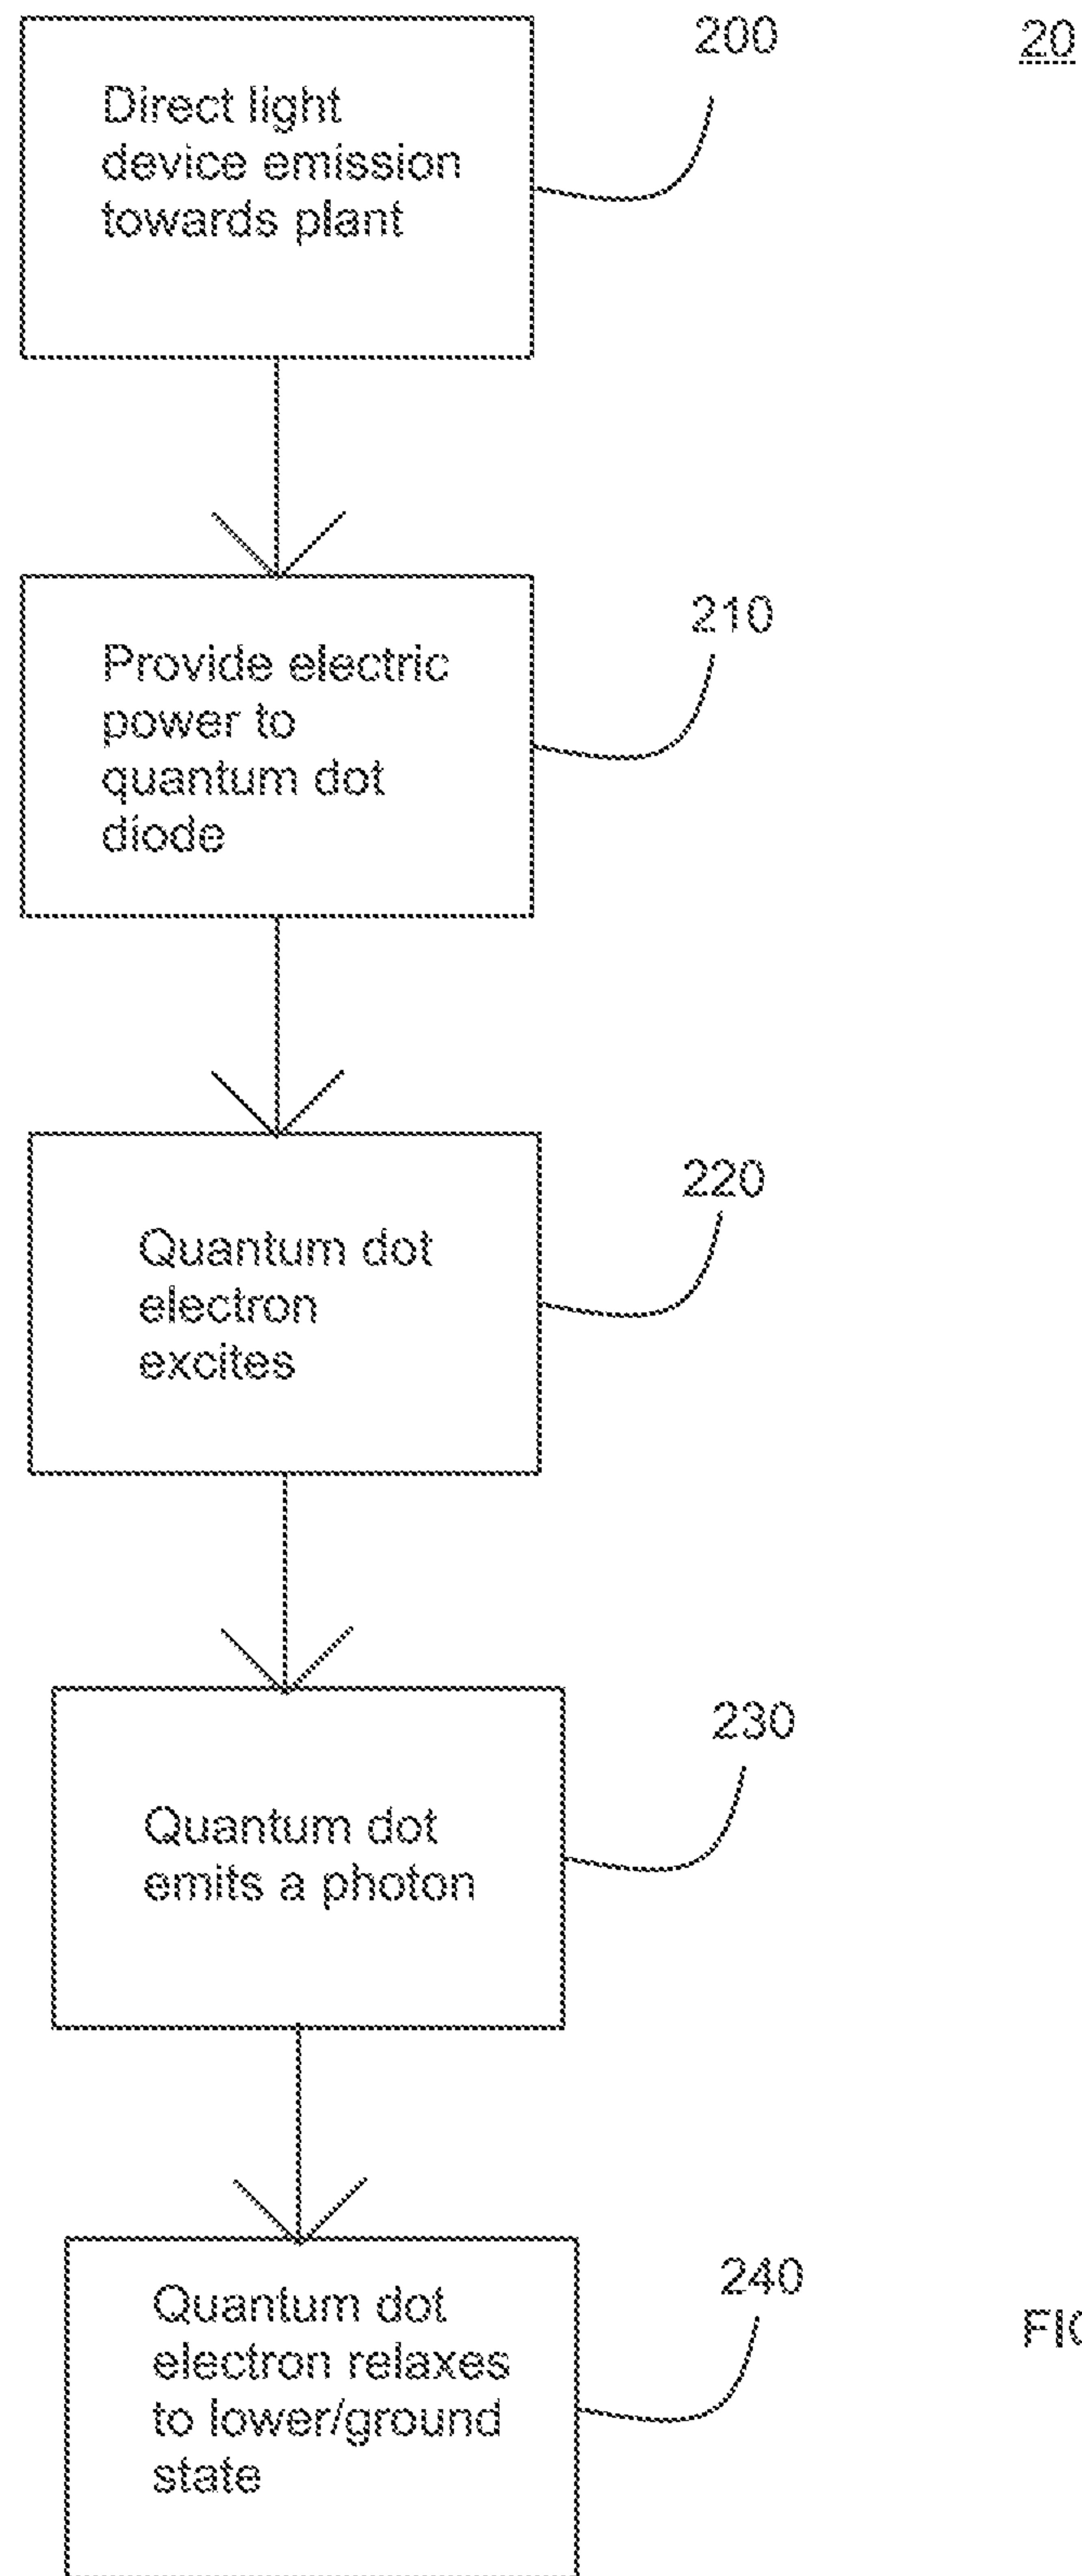 200
20
Direct light
device emission
towards plant
210
Provide electric
power to
quantum dot
diode
220
Quantum dot
electron
excites
230
Quantum dot
emits a photon
240
Quantum dot
electron relaxes
to lower/ground
state